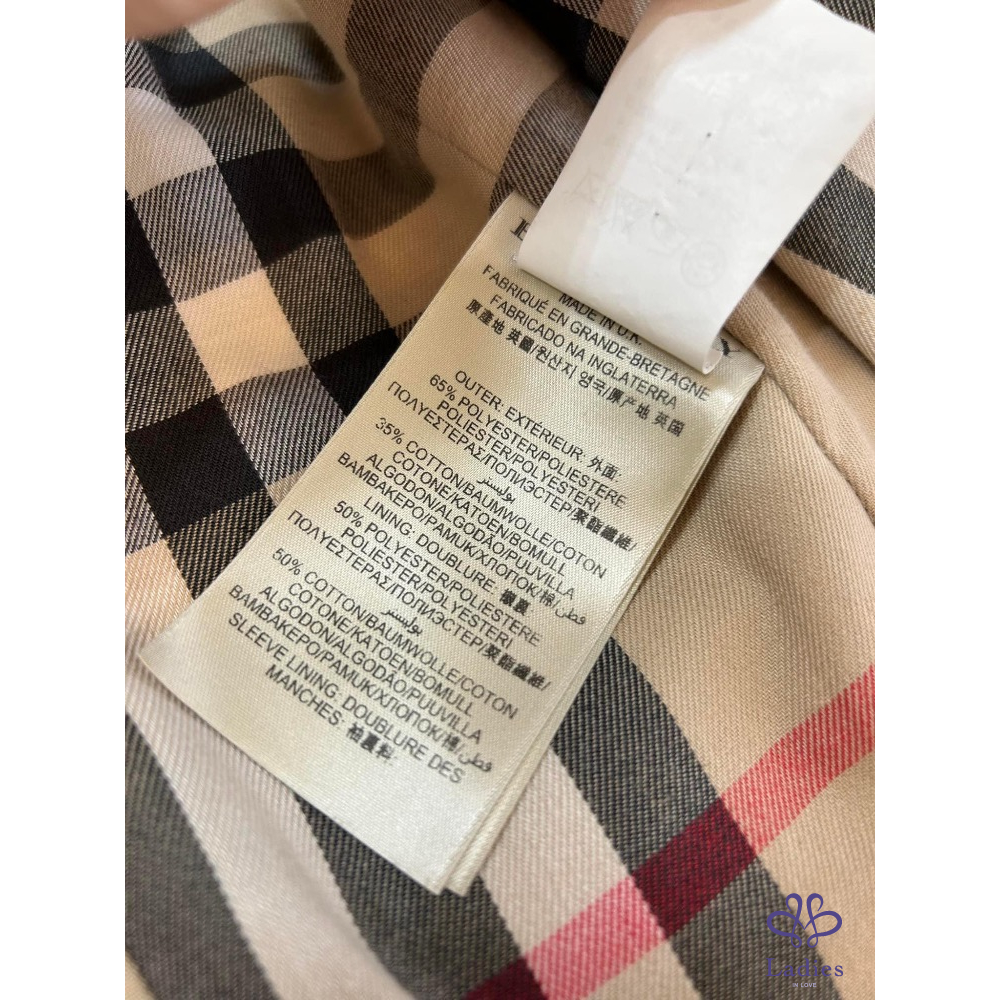 MADE IN U.K.
FABRIQUÉ EN GRANDE-BRETAGNE
FABRICADO NA INGLATERRA
原產地 英國/원산지 영국/原产地 英国
OUTER: EXTÉRIEUR: 外面:
65% POLYESTER/POLIESTERE
POLIESTER/POLYESTERI
ΠΟΛΥΕΣΤΕΡΑΣ/ПОЛИЭСТЕР/聚酯纖維/
بوليستر
35% COTTON/BAUMWOLLE/COTON
COTONE/KATOEN/BOMULL
ALGODON/ALGODÃO/PUUVILLA
ΒΑΜΒΑΚΕΡΟ/PAMUK/ХЛОПОК/棉/قطن
LINING: DOUBLURE: 裡裏:
50% POLYESTER/POLIESTERE
POLIESTER/POLYESTERI
ΠΟΛΥΕΣΤΕΡΑΣ/ПОЛИЭСТЕР/聚酯纖維/
بوليستر
50% COTTON/BAUMWOLLE/COTON
COTONE/KATOEN/BOMULL
ALGODON/ALGODÃO/PUUVILLA
ΒΑΜΒΑΚΕΡΟ/PAMUK/ХЛОПОК/棉/قطن
SLEEVE LINING: DOUBLURE DES
MANCHES: 袖裏料:
Ladies
IN LOVE